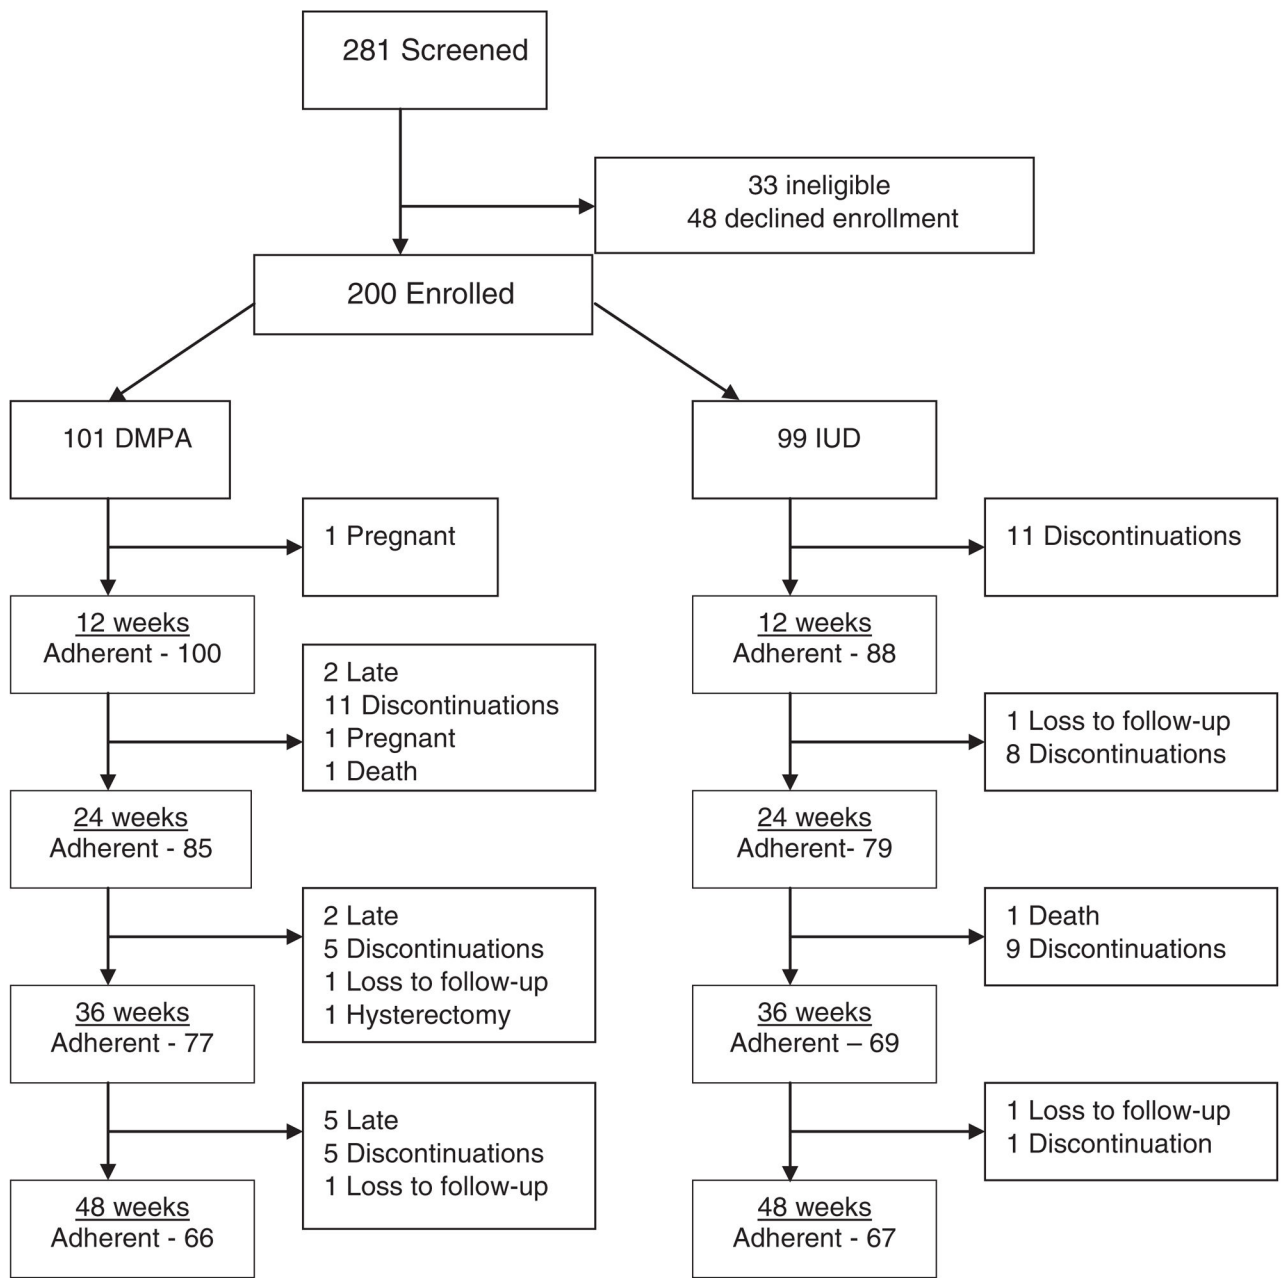 281 Screened
33 ineligible
48 declined enrollment
200 Enrolled
101 DMPA
99 IUD
1 Pregnant
11 Discontinuations
12 weeks
Adherent - 100
12 weeks
Adherent - 88
2 Late
11 Discontinuations
1 Pregnant
1 Death
1 Loss to follow-up
8 Discontinuations
24 weeks
Adherent - 85
24 weeks
Adherent- 79
2 Late
5 Discontinuations
1 Loss to follow-up
1 Hysterectomy
1 Death
9 Discontinuations
36 weeks
Adherent - 77
36 weeks
Adherent – 69
5 Late
5 Discontinuations
1 Loss to follow-up
1 Loss to follow-up
1 Discontinuation
48 weeks
Adherent - 66
48 weeks
Adherent - 67